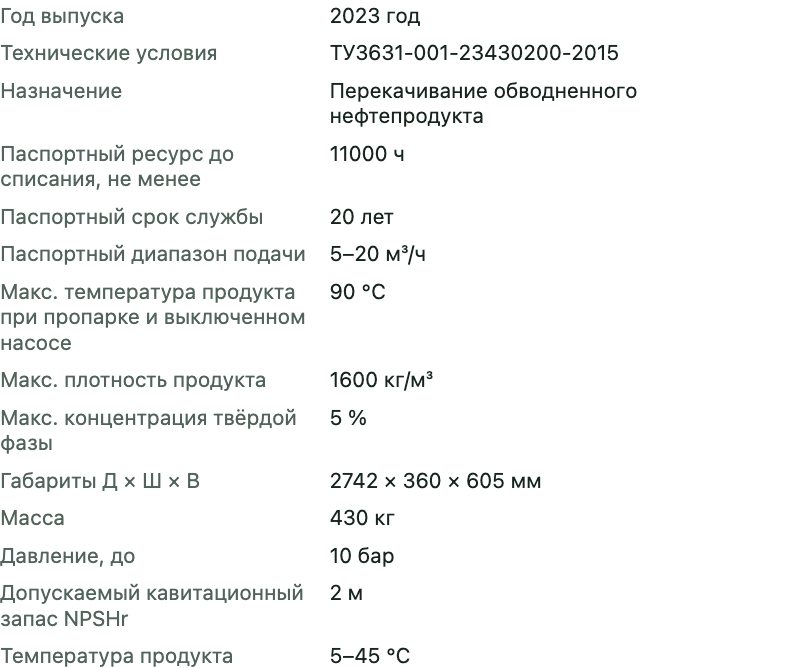 Год выпуска 2023 год
Технические условия ТУ3631-001-23430200-2015
Назначение Перекачивание обводненного
нефтепродукта
Паспортный ресурс до 11000 ч
списания, не менее
Паспортный срок службы 20 лет
Паспортный диапазон подачи 5–20 м³/ч
Макс. температура продукта 90 °C
при пропарке и выключенном
насосе
Макс. плотность продукта 1600 кг/м³
Макс. концентрация твёрдой 5 %
фазы
Габариты Д × Ш × В 2742 × 360 × 605 мм
Масса 430 кг
Давление, до 10 бар
Допускаемый кавитационный 2 м
запас NPSHr
Температура продукта 5–45 °C